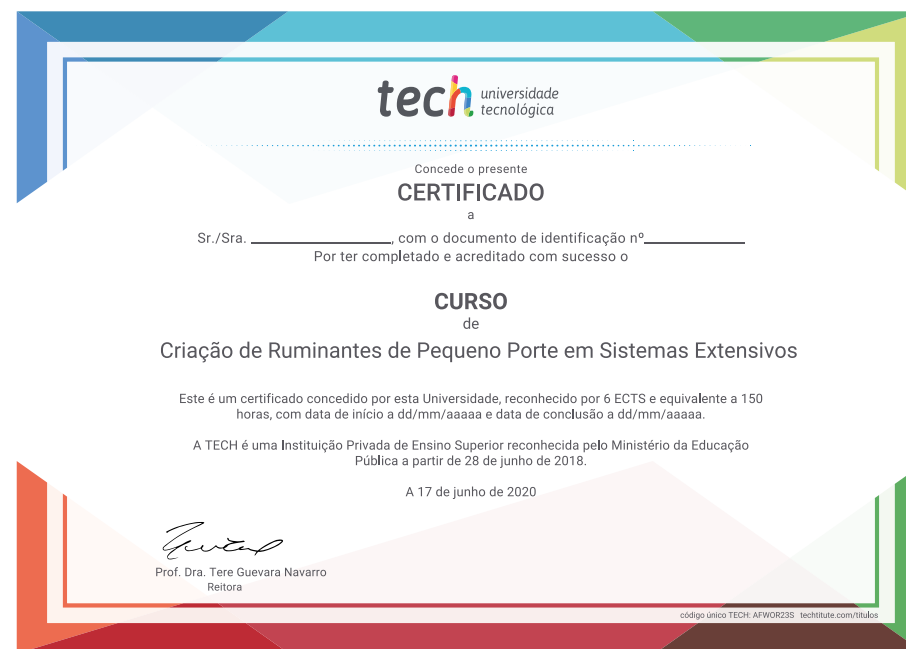 tech universidade
tecnológica
Concede o presente
CERTIFICADO
a
Sr./Sra. ____________________, com o documento de identificação nº______________
Por ter completado e acreditado com sucesso o
CURSO
de
Criação de Ruminantes de Pequeno Porte em Sistemas Extensivos
Este é um certificado concedido por esta Universidade, reconhecido por 6 ECTS e equivalente a 150
horas, com data de início a dd/mm/aaaaa e data de conclusão a dd/mm/aaaaa.
A TECH é uma Instituição Privada de Ensino Superior reconhecida pelo Ministério da Educação
Pública a partir de 28 de junho de 2018.
A 17 de junho de 2020
Prof. Dra. Tere Guevara Navarro
Reitora
código único TECH: AFWOR23S techtitute.com/titulos